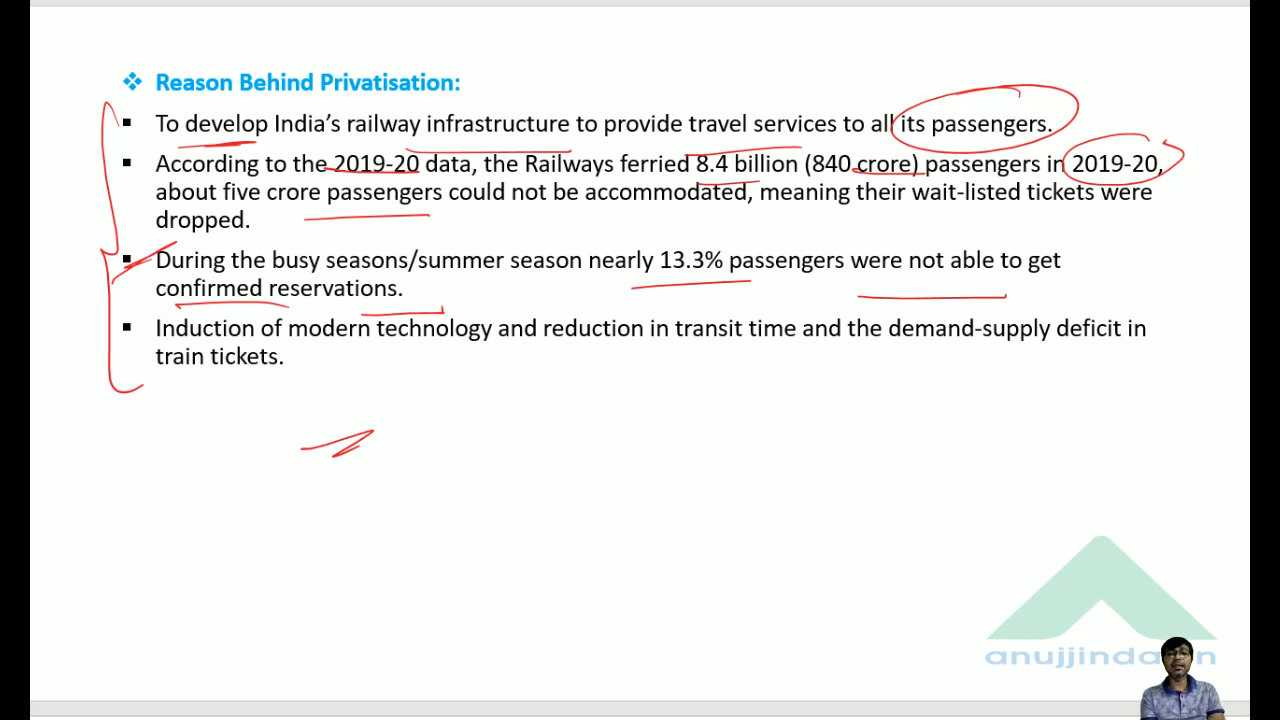 ❖ Reason Behind Privatisation:
▪ To develop India’s railway infrastructure to provide travel services to all its passengers.
▪ According to the 2019-20 data, the Railways ferried 8.4 billion (840 crore) passengers in 2019-20,
about five crore passengers could not be accommodated, meaning their wait-listed tickets were
dropped.
▪ During the busy seasons/summer season nearly 13.3% passengers were not able to get
confirmed reservations.
▪ Induction of modern technology and reduction in transit time and the demand-supply deficit in
train tickets.